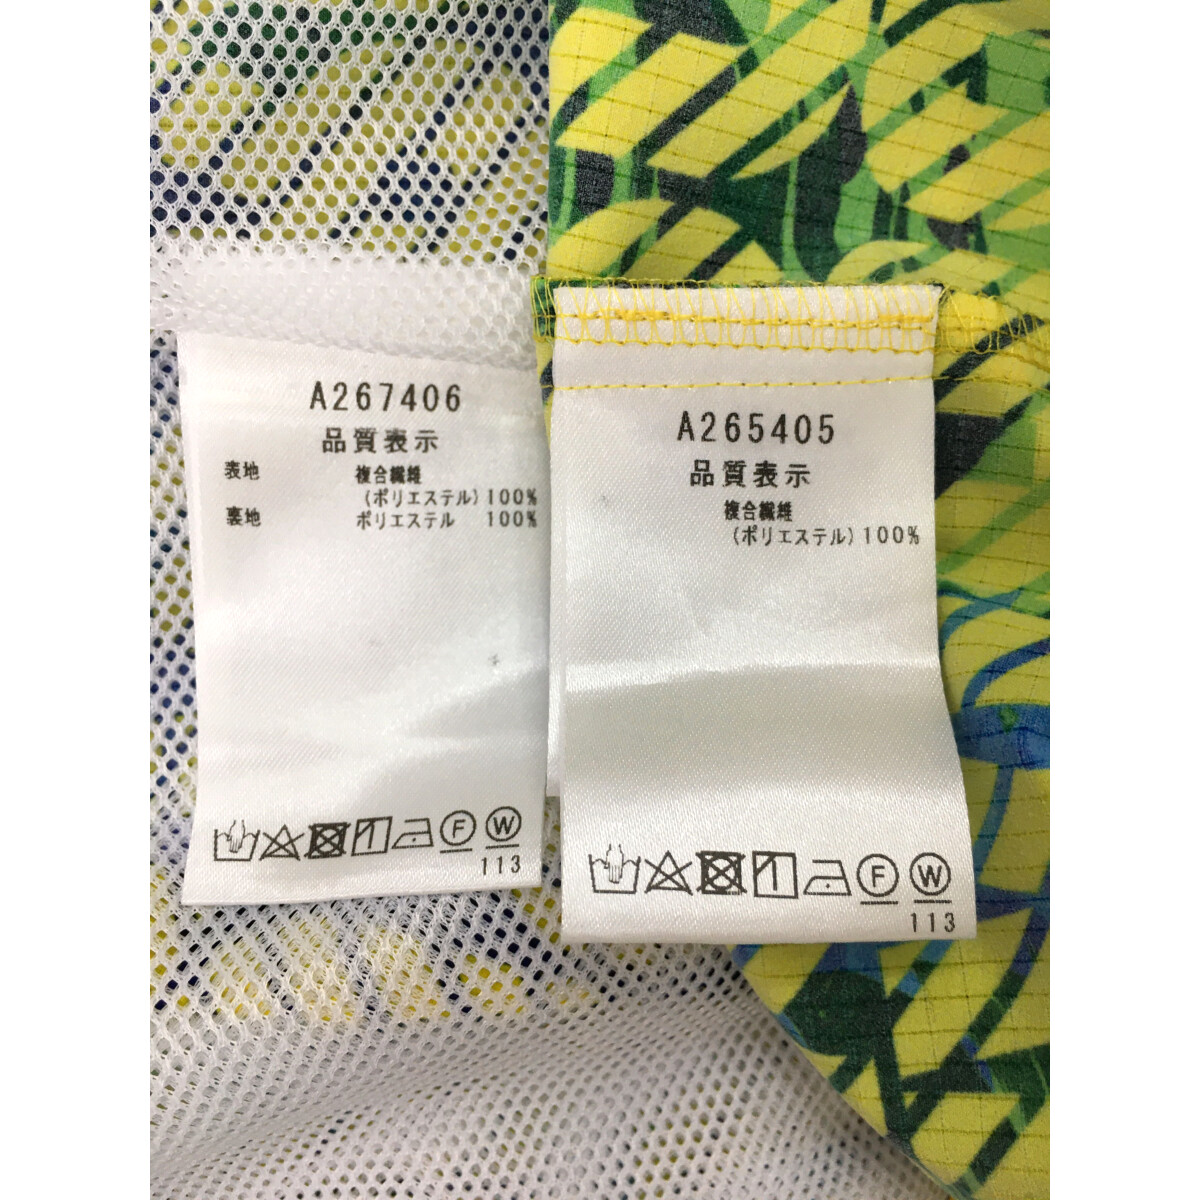 A267406
品質表示
表地 複合繊維
(ポリエステル)100%
裏地 ポリエステル 100%
F W
113
A265405
品質表示
複合繊維
(ポリエステル)100%
F W
113